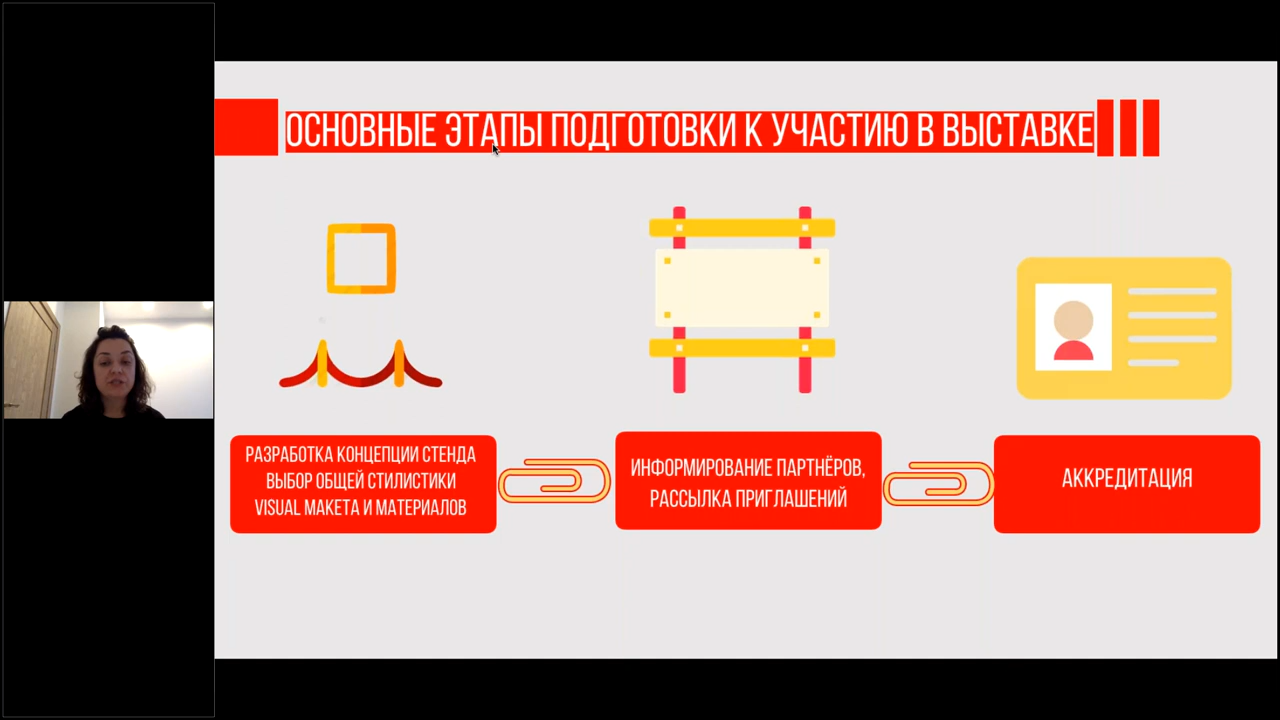 ОСНОВНЫЕ ЭТАПЫ ПОДГОТОВКИ К УЧАСТИЮ В ВЫСТАВКЕ
РАЗРАБОТКА КОНЦЕПЦИИ СТЕНДА
ВЫБОР ОБЩЕЙ СТИЛИСТИКИ
VISUAL МАКЕТА И МАТЕРИАЛОВ
ИНФОРМИРОВАНИЕ ПАРТНЁРОВ,
РАССЫЛКА ПРИГЛАШЕНИЙ
АККРЕДИТАЦИЯ